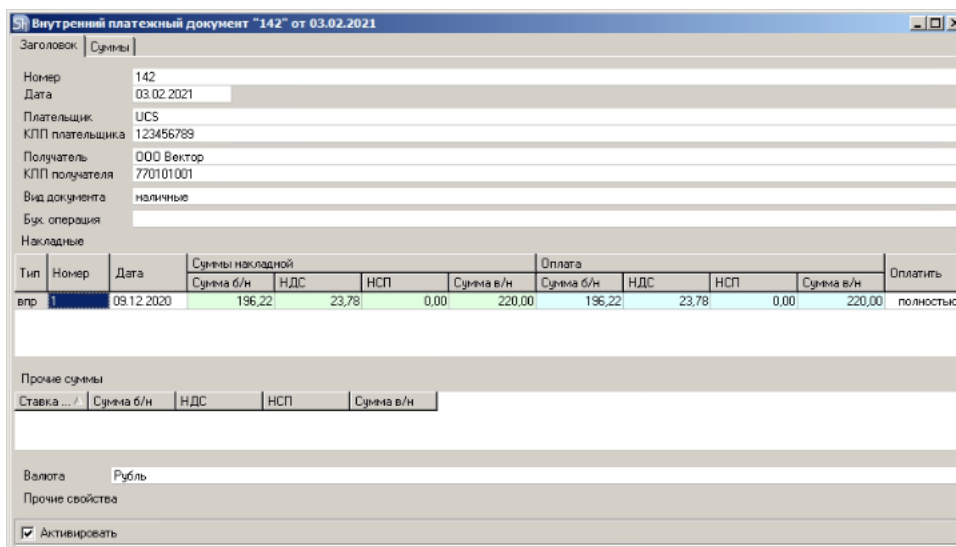 SH Внутренний платежный документ "142" от 03.02.2021
Заголовок Суммы
Номер 142
Дата 03.02.2021
Плательщик UCS
КПП плательщика 123456789
Получатель ООО Вектор
КПП получателя 770101001
Вид документа наличные
Бух. операция
Накладные
Тип Номер Дата Суммы накладной Оплата Оплатить
Сумма б/н НДС НСП Сумма в/н Сумма б/н НДС НСП Сумма в/н
впр 1 09.12.2020 196,22 23,78 0,00 220,00 196,22 23,78 0,00 220,00 полностью
Прочие суммы
Ставка ... Сумма б/н НДС НСП Сумма в/н
Валюта Рубль
Прочие свойства
Активировать